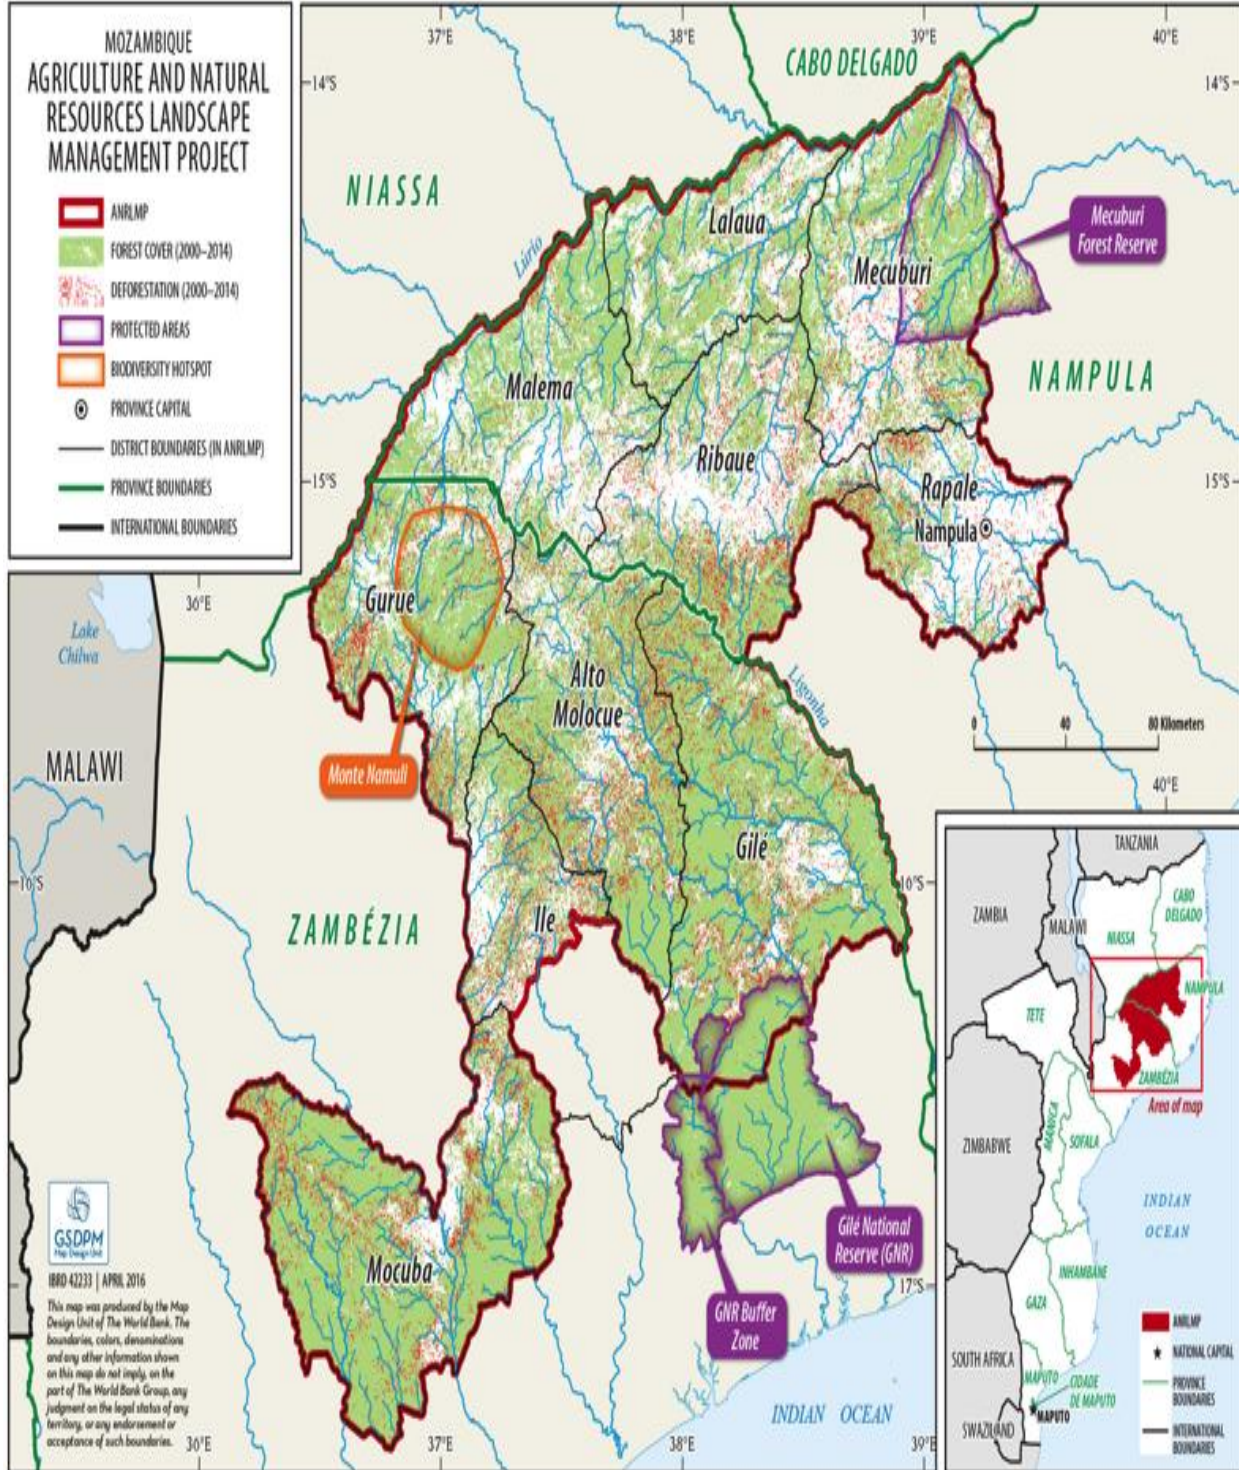 MOZAMBIQUE
AGRICULTURE AND NATURAL
RESOURCES LANDSCAPE
MANAGEMENT PROJECT
ANRLMP
FOREST COVER (2000–2014)
DEFORESTATION (2000–2014)
PROTECTED AREAS
BIODIVERSITY HOTSPOT
PROVINCE CAPITAL
DISTRICT BOUNDARIES (IN ANRLMP)
PROVINCE BOUNDARIES
INTERNATIONAL BOUNDARIES
37°E
38°E
39°E
40°E
14°S
14°S
CABO DELGADO
NIASSA
Lurio
Lalaua
Mecuburi
Mecuburi
Forest Reserve
NAMPULA
Malema
Ribaue
15°S
15°S
Rapale
Nampula
36°E
Lake
Chilwa
Gurue
Alto
Molocue
Ligonha
0
40
80 Kilometers
MALAWI
Monte Namuli
40°E
Gilé
16°S
16°S
ZAMBÉZIA
Ile
Mocuba
Gilé National
Reserve (GNR)
GNR Buffer
Zone
17°S
INDIAN OCEAN
36°E
37°E
38°E
39°E
GSDPM
Map Design Unit
IBRD 42233 | APRIL 2016
This map was produced by the Map
Design Unit of The World Bank. The
boundaries, colors, denominations
and any other information shown
on this map do not imply, on the
part of The World Bank Group, any
judgment on the legal status of any
territory, or any endorsement or
acceptance of such boundaries.
TANZANIA
ZAMBIA
MALAWI
CABO
DELGADO
NIASSA
NAMPULA
TETE
ZAMBÉZIA
Area of map
ZIMBABWE
MANICA
SOFALA
INDIAN
OCEAN
INHAMBANE
GAZA
SOUTH AFRICA
MAPUTO
CIDADE
DE MAPUTO
MAPUTO
SWAZILAND
ANRLMP
NATIONAL CAPITAL
PROVINCE
BOUNDARIES
INTERNATIONAL
BOUNDARIES